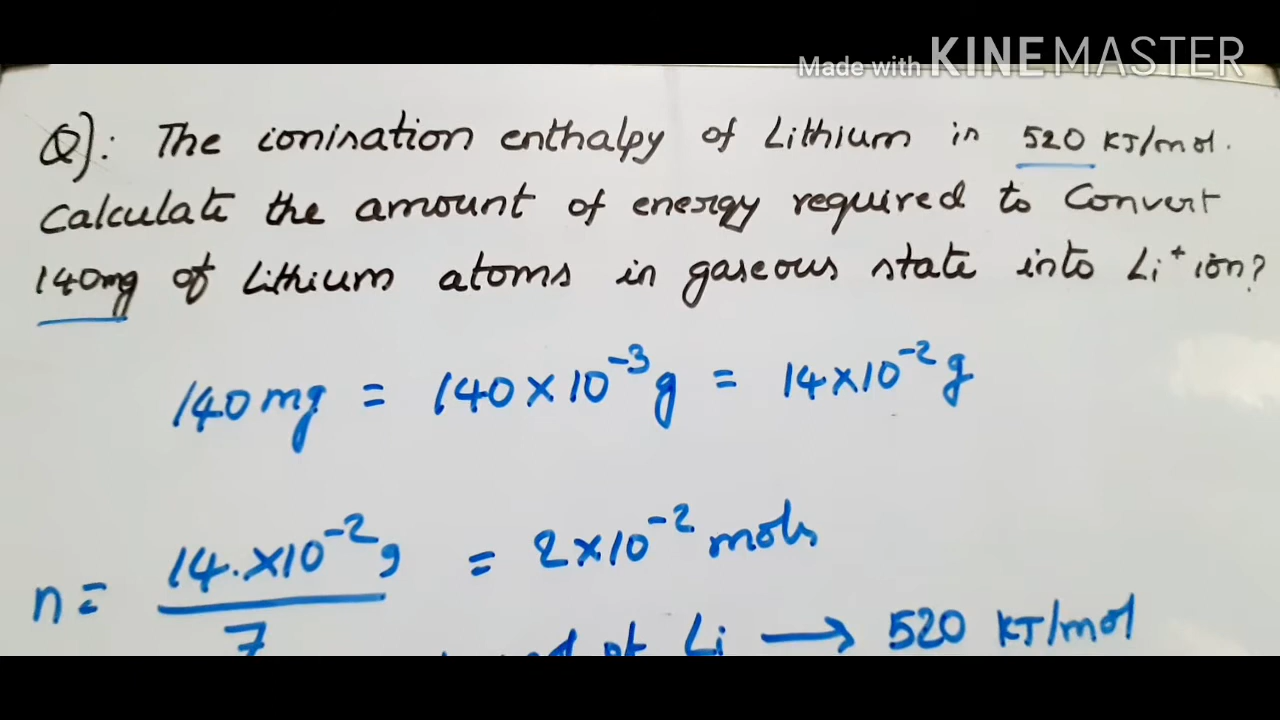 Made with KINEMASTER
Q): The ionisation enthalpy of Lithium is 520 KJ/mol.
Calculate the amount of energy required to Convert
140mg of Lithium atoms in gaseous state into Li⁺ ion?
140mg = 140×10⁻³g = 14×10⁻²g
n = 14.×10⁻²g / 7 = 2×10⁻² mols
of Li → 520 KJ/mol